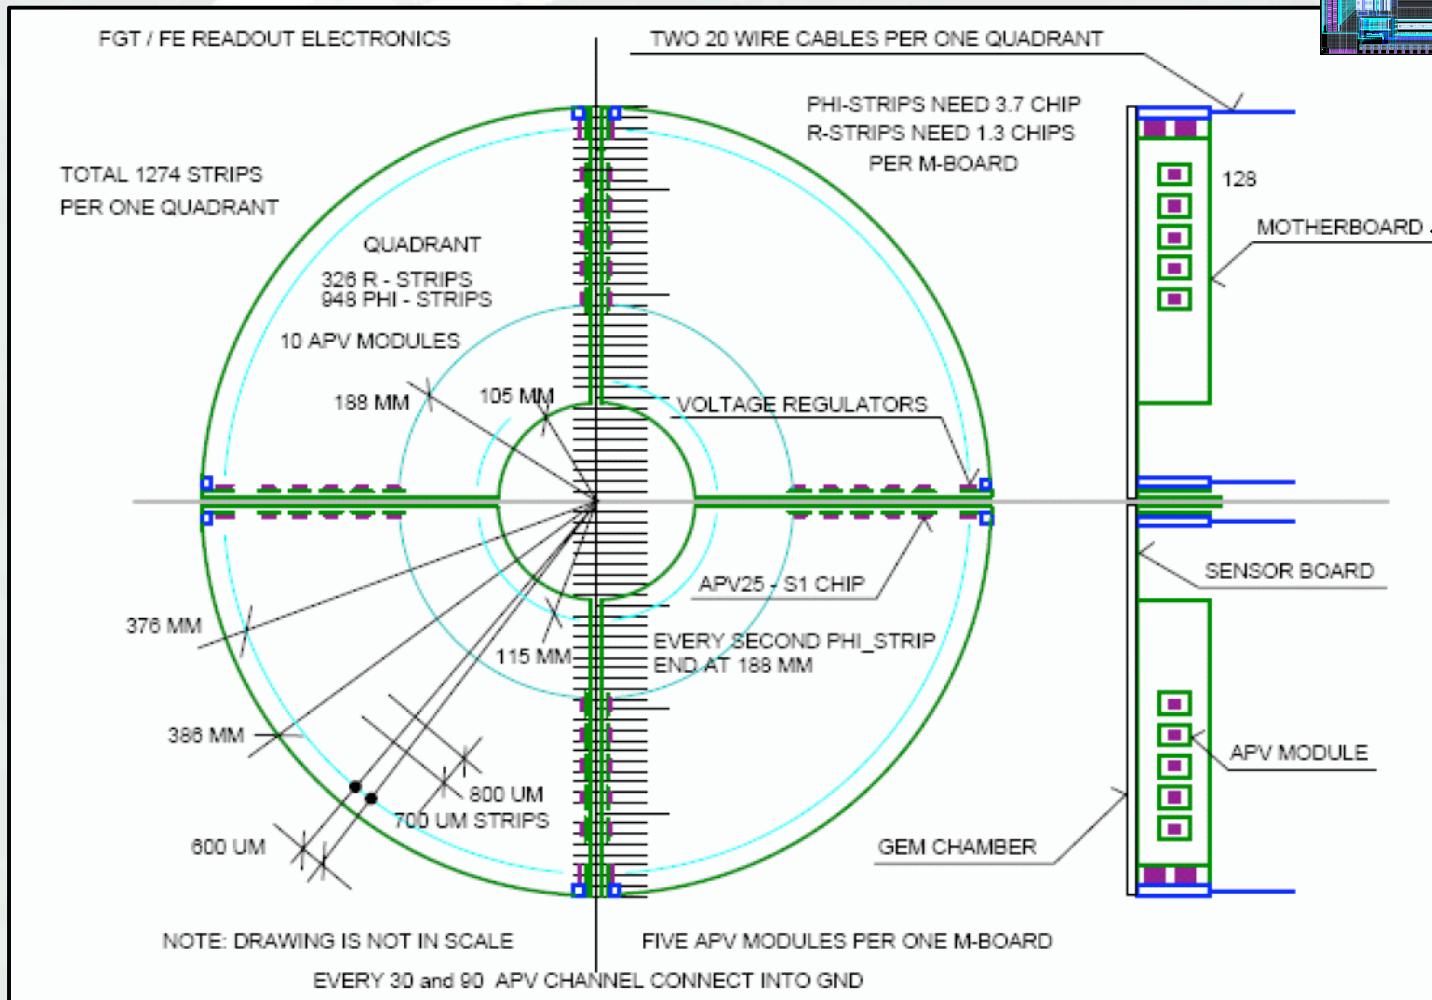 FGT / FE READOUT ELECTRONICS
TWO 20 WIRE CABLES PER ONE QUADRANT
PHI-STRIPS NEED 3.7 CHIP
R-STRIPS NEED 1.3 CHIPS
PER M-BOARD
TOTAL 1274 STRIPS
PER ONE QUADRANT
128
MOTHERBOARD
QUADRANT
326 R - STRIPS
948 PHI - STRIPS
10 APV MODULES
188 MM
105 MM
VOLTAGE REGULATORS
APV25 - S1 CHIP
SENSOR BOARD
376 MM
115 MM
EVERY SECOND PHI_STRIP
END AT 188 MM
386 MM
APV MODULE
800 UM
700 UM STRIPS
600 UM
GEM CHAMBER
NOTE: DRAWING IS NOT IN SCALE
FIVE APV MODULES PER ONE M-BOARD
EVERY 30 and 90 APV CHANNEL CONNECT INTO GND